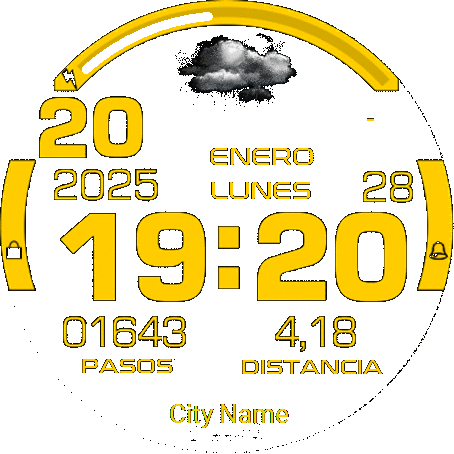 20
-
ENERO
2025 LUNES 28
19:20
01643 4,18
PASOS DISTANCIA
City Name